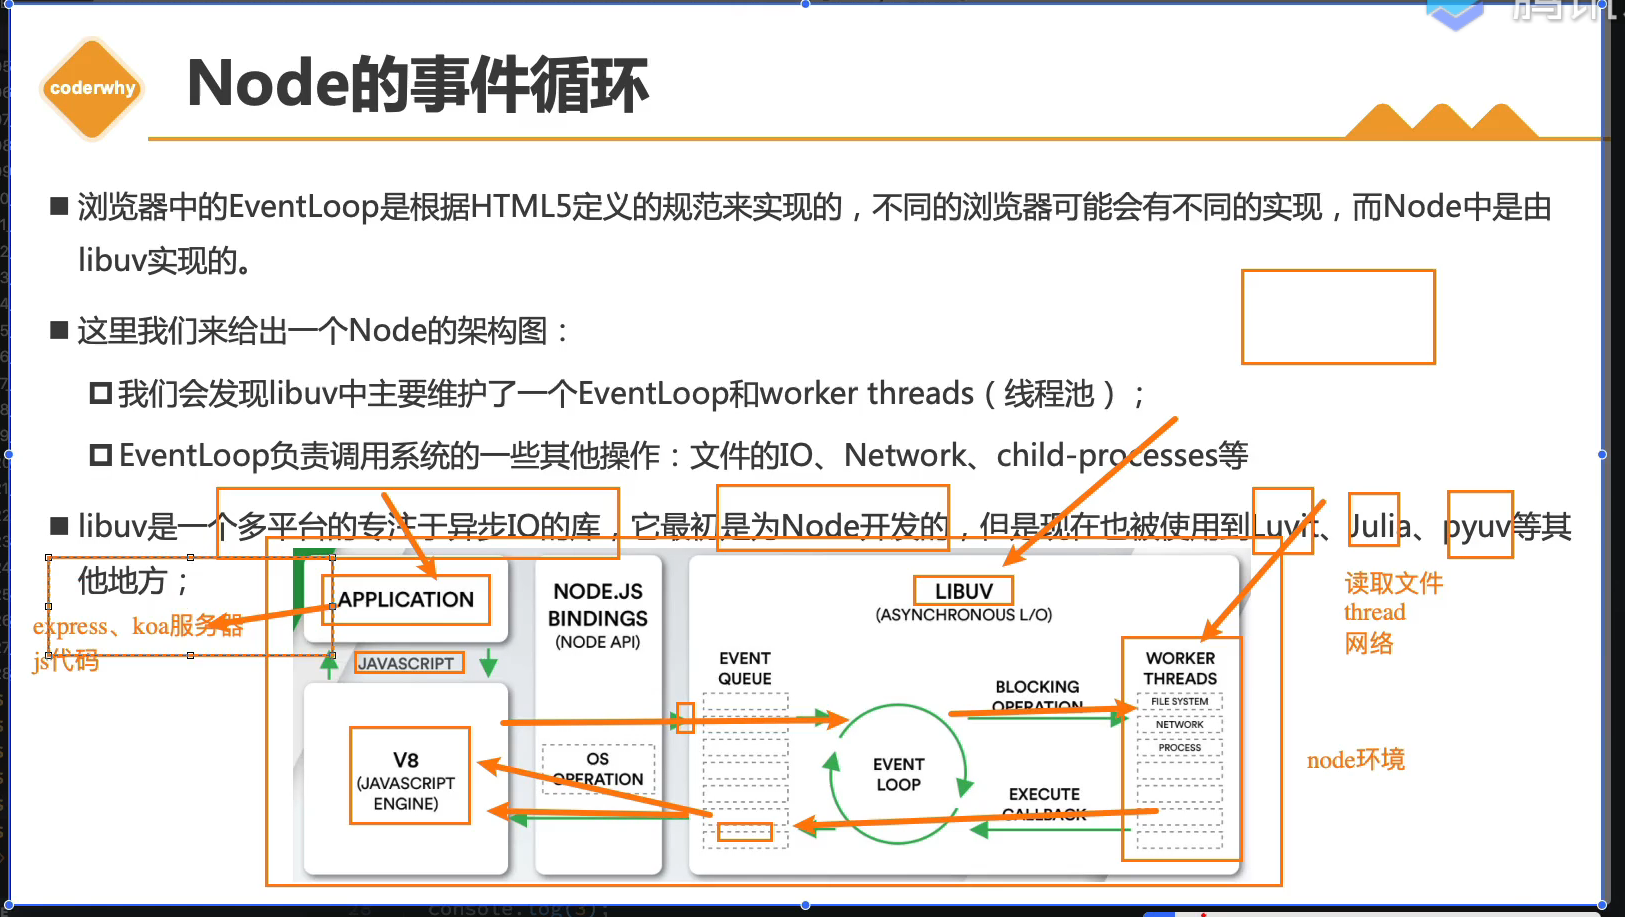 腾讯
coderwhy
Node的事件循环
浏览器中的EventLoop是根据HTML5定义的规范来实现的，不同的浏览器可能会有不同的实现，而Node中是由
libuv实现的。
这里我们来给出一个Node的架构图：
我们会发现libuv中主要维护了一个EventLoop和worker threads（线程池）；
EventLoop负责调用系统的一些其他操作：文件的IO、Network、child-processes等
libuv是一个多平台的专注于异步IO的库，它最初是为Node开发的，但是现在也被使用到Luvit、Julia、pyuv等其
他地方；
express、koa服务器
js代码
APPLICATION
JAVASCRIPT
V8
(JAVASCRIPT
ENGINE)
NODE.JS
BINDINGS
(NODE API)
OS
OPERATION
LIBUV
(ASYNCHRONOUS L/O)
EVENT
QUEUE
EVENT
LOOP
BLOCKING
OPERATION
EXECUTE
CALLBACK
WORKER
THREADS
FILE SYSTEM
NETWORK
PROCESS
读取文件
thread
网络
node环境
console.log(3);